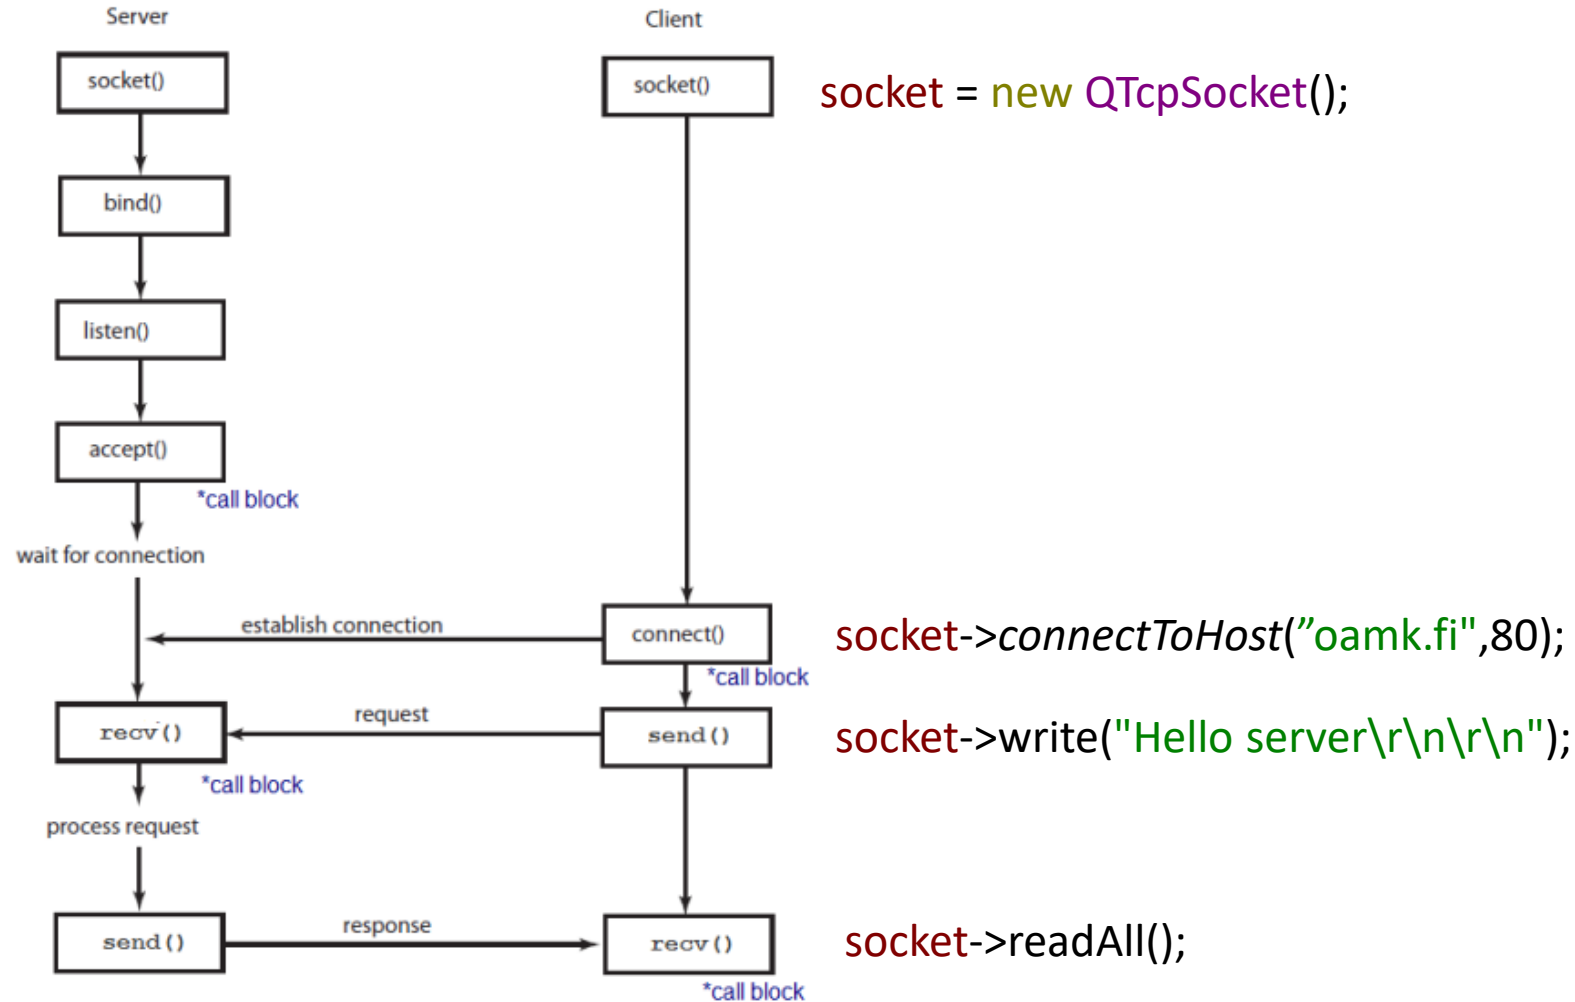 Server
Client
socket()
socket()
socket = new QTcpSocket();
bind()
listen()
accept()
*call block
wait for connection
establish connection
connect()
socket->connectToHost(”oamk.fi",80);
*call block
recv()
request
send()
socket->write("Hello server\r\n\r\n");
*call block
process request
send()
response
recv()
socket->readAll();
*call block